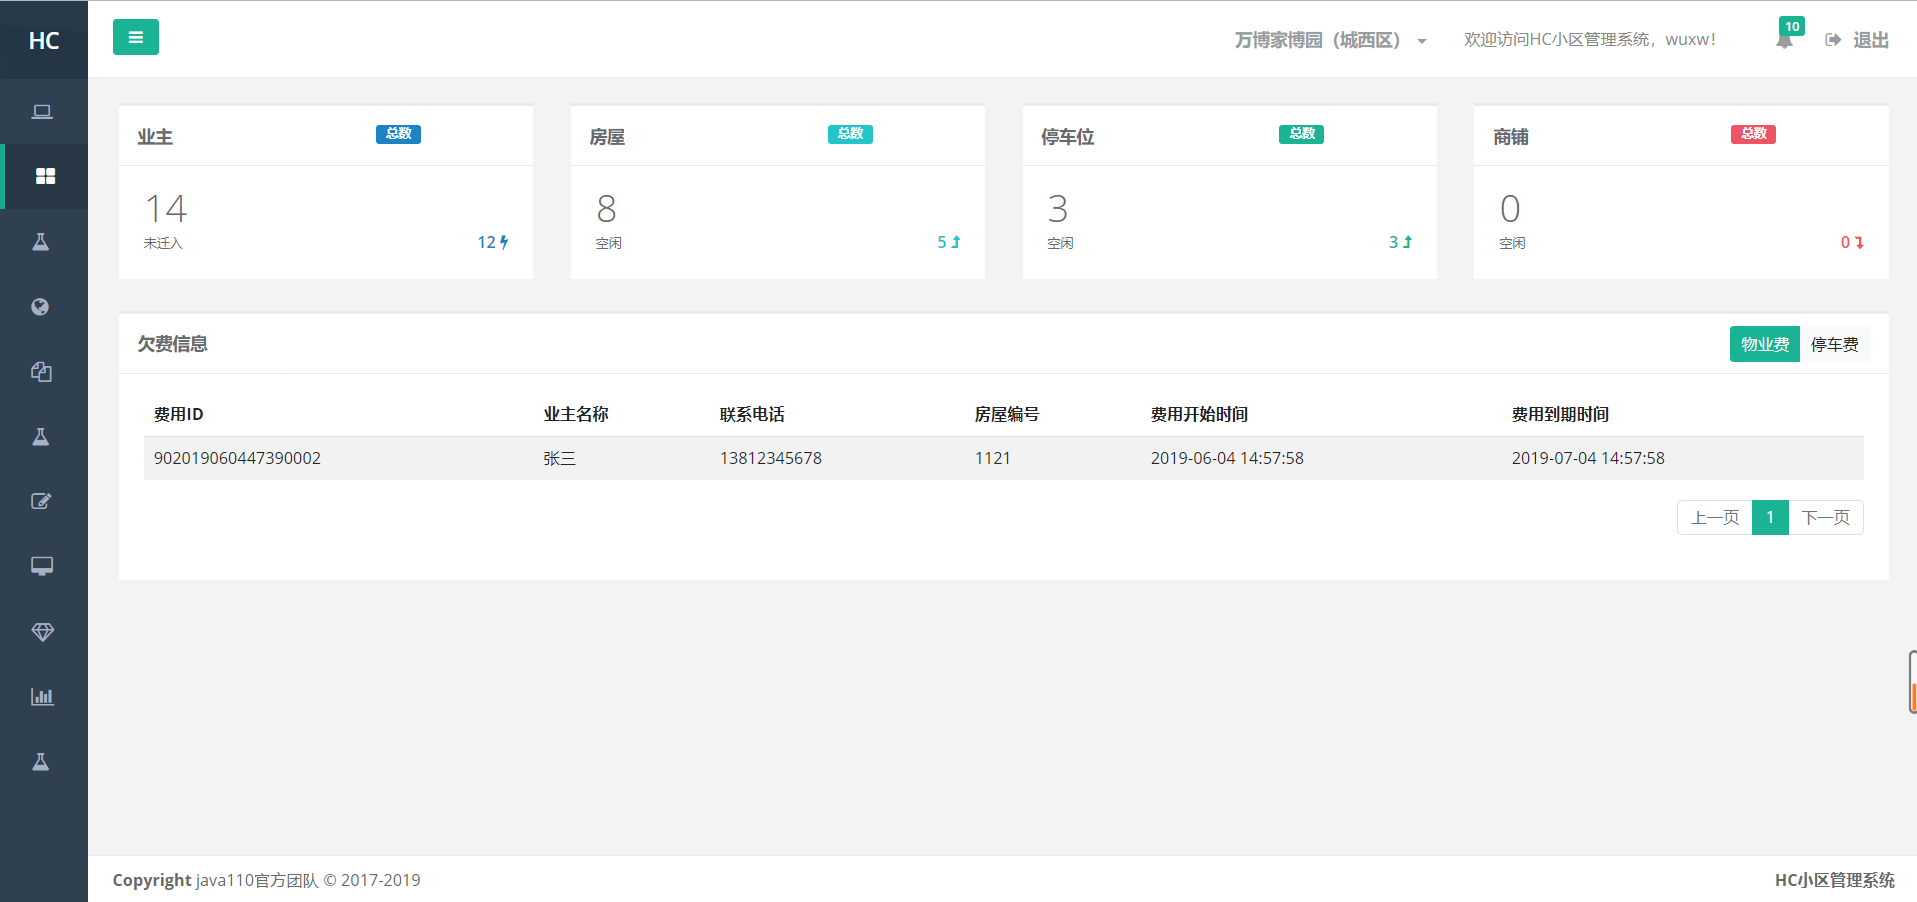 HC
万博家博园（城西区）
欢迎访问HC小区管理系统，wuxw！
10
退出
业主 总数
14
未迁入 12
房屋 总数
8
空闲 5
停车位 总数
3
空闲 3
商铺 总数
0
空闲 0
欠费信息 物业费 停车费
费用ID 业主名称 联系电话 房屋编号 费用开始时间 费用到期时间
902019060447390002 张三 13812345678 1121 2019-06-04 14:57:58 2019-07-04 14:57:58
上一页 1 下一页
Copyright java110官方团队 © 2017-2019 HC小区管理系统